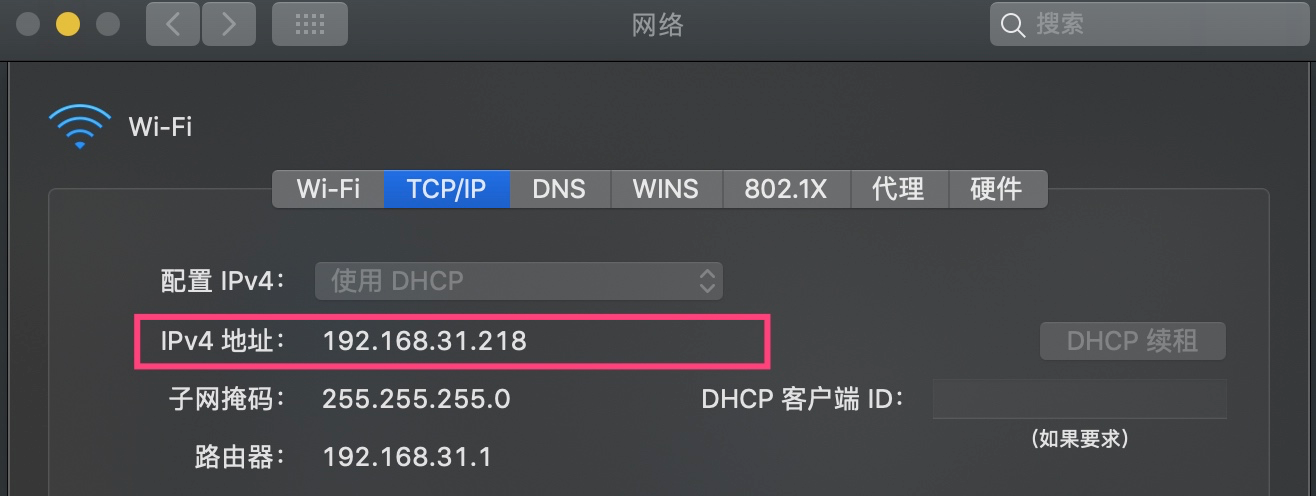 网络
搜索
Wi-Fi
Wi-Fi TCP/IP DNS WINS 802.1X 代理 硬件
配置 IPv4： 使用 DHCP
IPv4 地址： 192.168.31.218 DHCP 续租
子网掩码： 255.255.255.0 DHCP 客户端 ID：
（如果要求）
路由器： 192.168.31.1